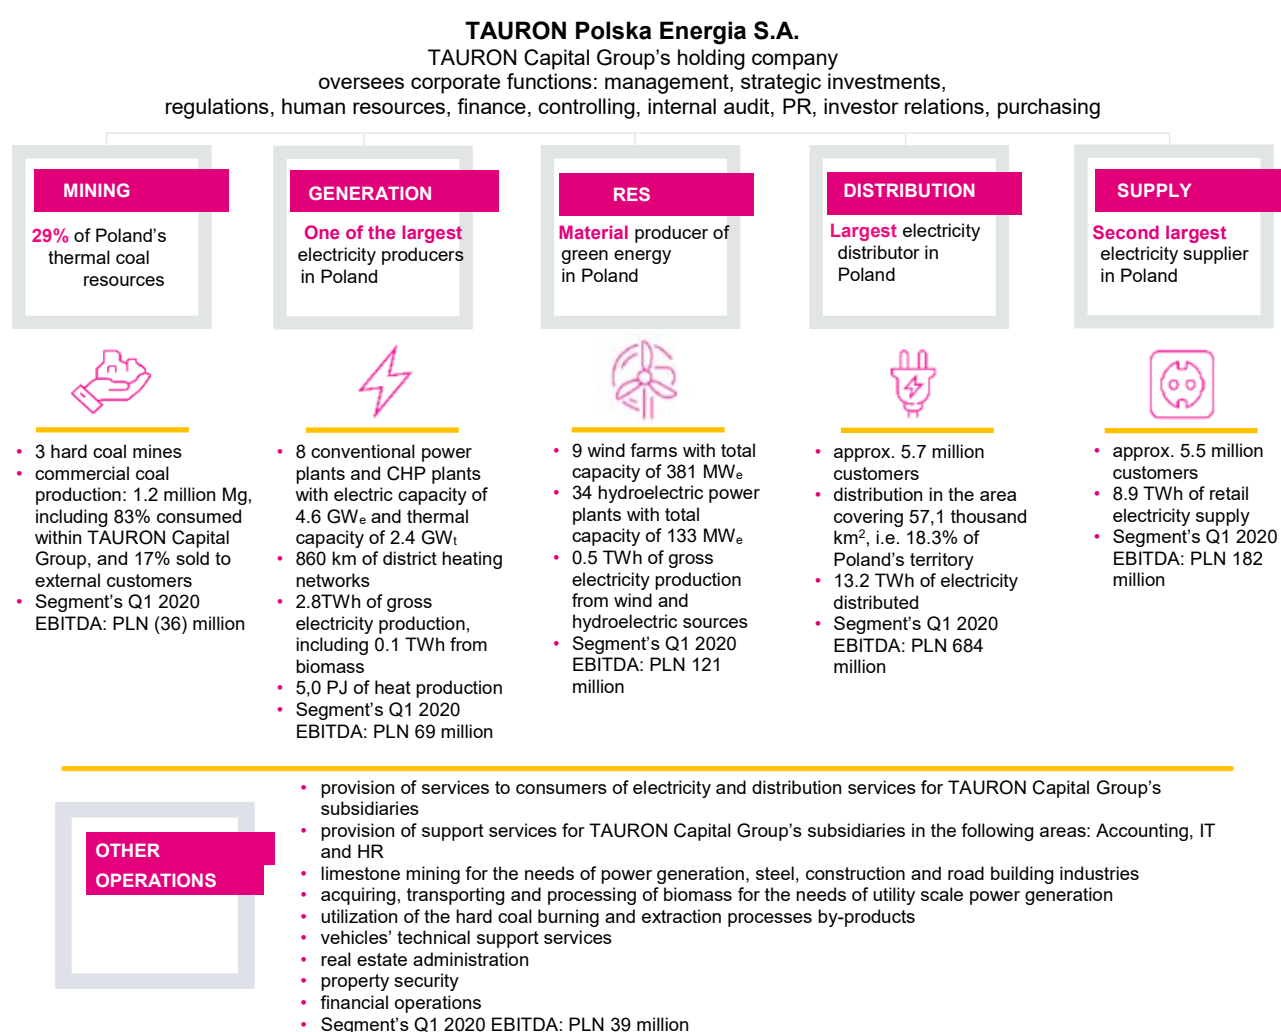 TAURON Polska Energia S.A.
TAURON Capital Group’s holding company
oversees corporate functions: management, strategic investments,
regulations, human resources, finance, controlling, internal audit, PR, investor relations, purchasing
MINING
29% of Poland’s
thermal coal
resources
• 3 hard coal mines
• commercial coal
production: 1.2 million Mg,
including 83% consumed
within TAURON Capital
Group, and 17% sold to
external customers
• Segment’s Q1 2020
EBITDA: PLN (36) million
GENERATION
One of the largest
electricity producers
in Poland
• 8 conventional power
plants and CHP plants
with electric capacity of
4.6 GWₑ and thermal
capacity of 2.4 GWₜ
• 860 km of district heating
networks
• 2.8TWh of gross
electricity production,
including 0.1 TWh from
biomass
• 5,0 PJ of heat production
• Segment’s Q1 2020
EBITDA: PLN 69 million
RES
Material producer of
green energy
in Poland
• 9 wind farms with total
capacity of 381 MWₑ
• 34 hydroelectric power
plants with total
capacity of 133 MWₑ
• 0.5 TWh of gross
electricity production
from wind and
hydroelectric sources
• Segment’s Q1 2020
EBITDA: PLN 121
million
DISTRIBUTION
Largest electricity
distributor in
Poland
• approx. 5.7 million
customers
• distribution in the area
covering 57,1 thousand
km², i.e. 18.3% of
Poland’s territory
• 13.2 TWh of electricity
distributed
• Segment’s Q1 2020
EBITDA: PLN 684
million
SUPPLY
Second largest
electricity supplier
in Poland
• approx. 5.5 million
customers
• 8.9 TWh of retail
electricity supply
• Segment’s Q1 2020
EBITDA: PLN 182
million
OTHER
OPERATIONS
• provision of services to consumers of electricity and distribution services for TAURON Capital Group’s
subsidiaries
• provision of support services for TAURON Capital Group’s subsidiaries in the following areas: Accounting, IT
and HR
• limestone mining for the needs of power generation, steel, construction and road building industries
• acquiring, transporting and processing of biomass for the needs of utility scale power generation
• utilization of the hard coal burning and extraction processes by-products
• vehicles’ technical support services
• real estate administration
• property security
• financial operations
• Segment’s Q1 2020 EBITDA: PLN 39 million